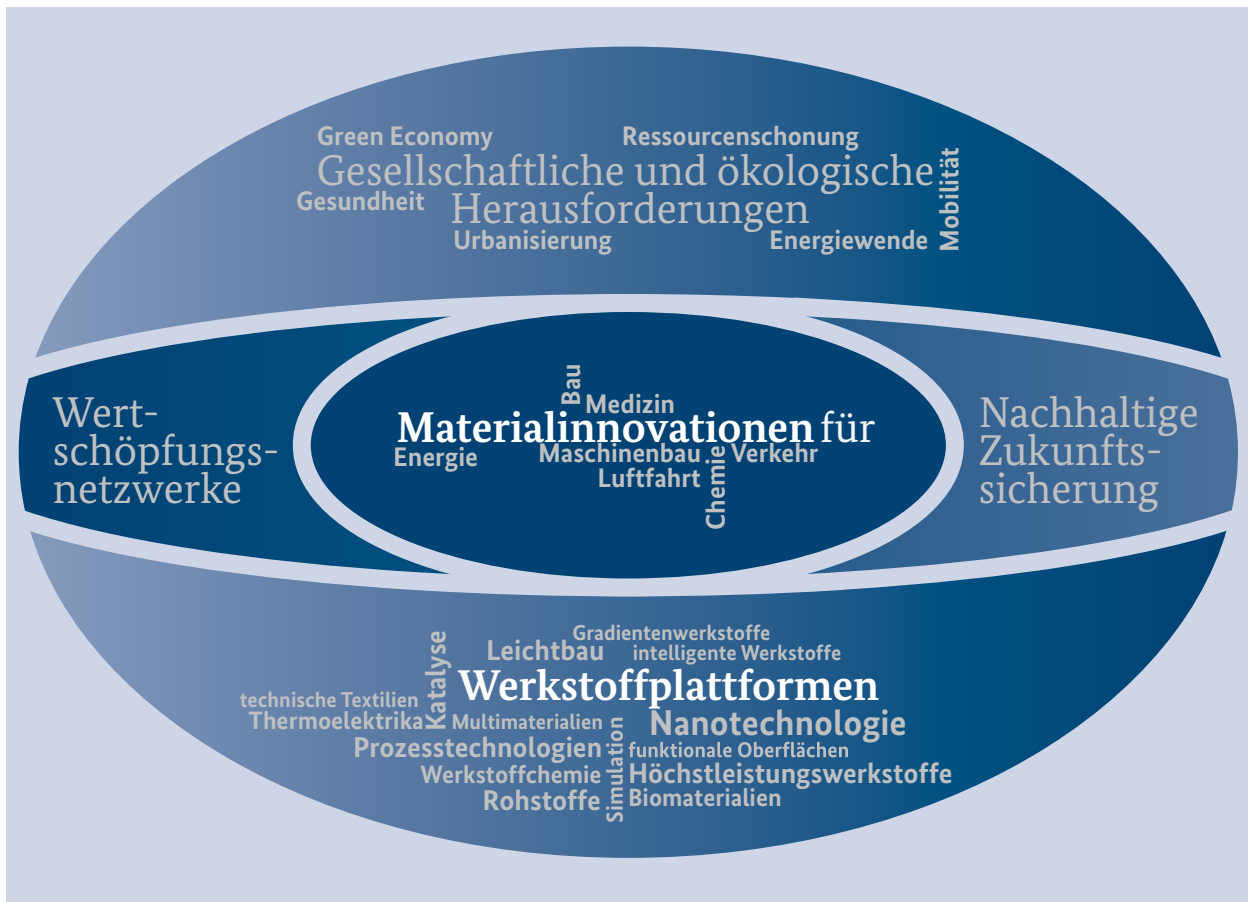 Green Economy Ressourcenschonung
Gesellschaftliche und ökologische
Mobilität
Gesundheit Herausforderungen
Urbanisierung Energiewende
Wert-
schöpfungs-
netzwerke
Bau
Medizin
Materialinnovationen für
Energie Maschinenbau Verkehr
Luftfahrt
Chemie
Nachhaltige
Zukunfts-
sicherung
Gradientenwerkstoffe
Leichtbau intelligente Werkstoffe
Katalyse
Werkstoffplattformen
technische Textilien
Thermoelektrika Multimaterialien Nanotechnologie
Prozesstechnologien funktionale Oberflächen
Simulation
Werkstoffchemie Höchstleistungswerkstoffe
Rohstoffe Biomaterialien